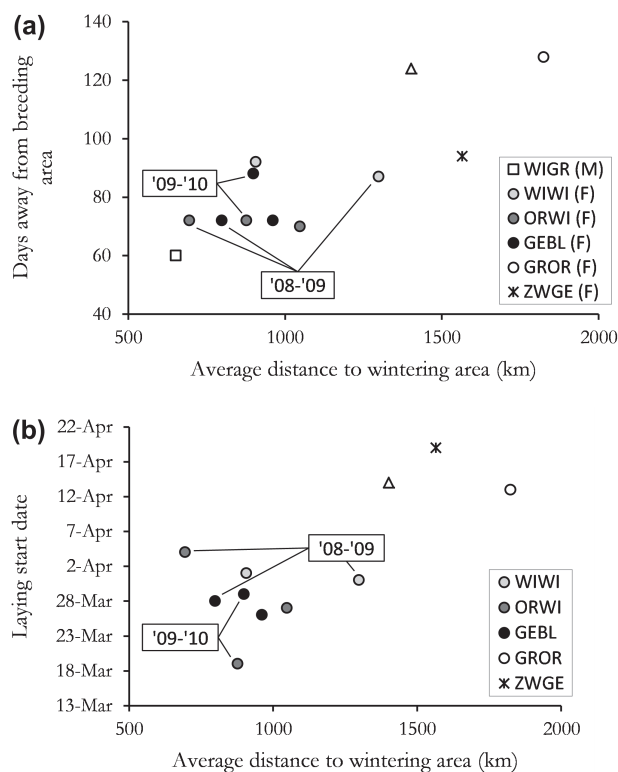 (a)
140
120
100
80
60
40
Days away from breeding
area
'09-'10
'08-'09
WIGR (M)
WIWI (F)
ORWI (F)
GEBL (F)
GROR (F)
ZWGE (F)
500
1000
1500
2000
Average distance to wintering area (km)
(b)
22-Apr
17-Apr
12-Apr
7-Apr
2-Apr
28-Mar
23-Mar
18-Mar
13-Mar
Laying start date
'08-'09
'09-'10
WIWI
ORWI
GEBL
GROR
ZWGE
500
1000
1500
2000
Average distance to wintering area (km)